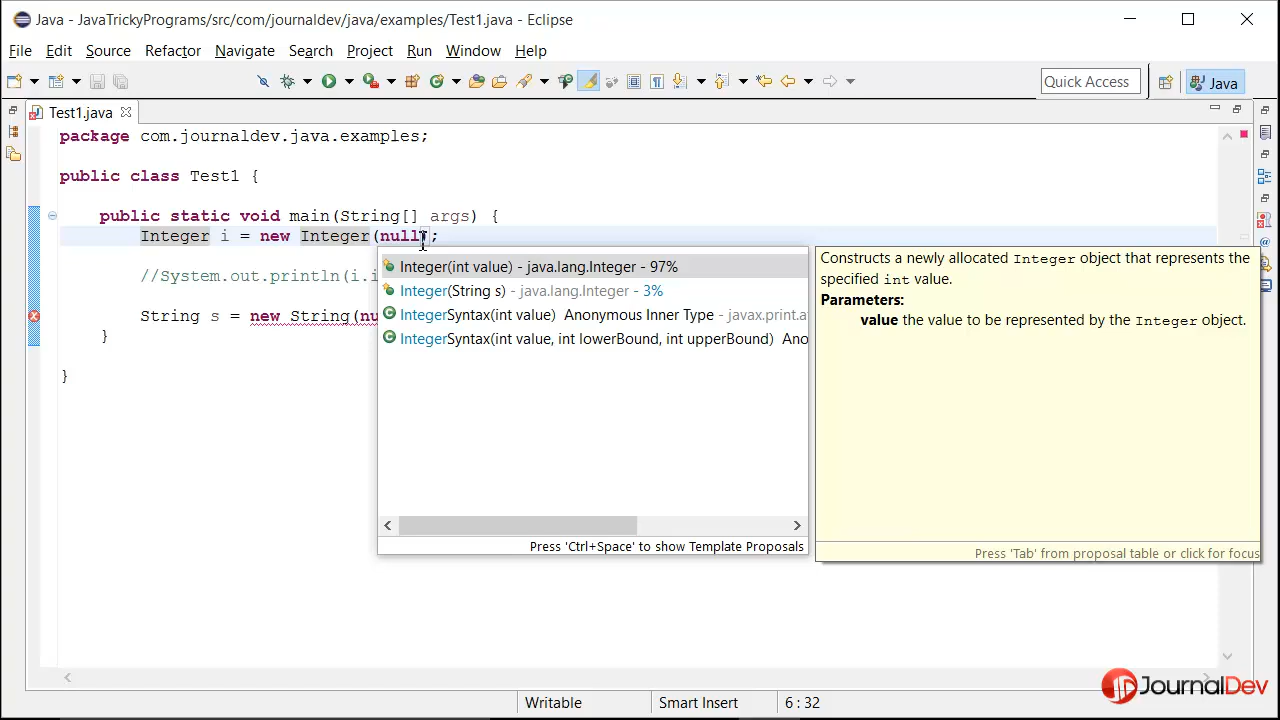 Java - JavaTrickyPrograms/src/com/journaldev/java/examples/Test1.java - Eclipse
File Edit Source Refactor Navigate Search Project Run Window Help
Quick Access
Java
Test1.java
package com.journaldev.java.examples;
public class Test1 {
public static void main(String[] args) {
Integer i = new Integer(null);
//System.out.println(i.i
String s = new String(nu
}
}
Integer(int value) - java.lang.Integer - 97%
Integer(String s) - java.lang.Integer - 3%
IntegerSyntax(int value) Anonymous Inner Type - javax.print.at
IntegerSyntax(int value, int lowerBound, int upperBound) Ano
Press 'Ctrl+Space' to show Template Proposals
Constructs a newly allocated Integer object that represents the
specified int value.
Parameters:
value the value to be represented by the Integer object.
Press 'Tab' from proposal table or click for focus
Writable Smart Insert 6 : 32
JournalDev